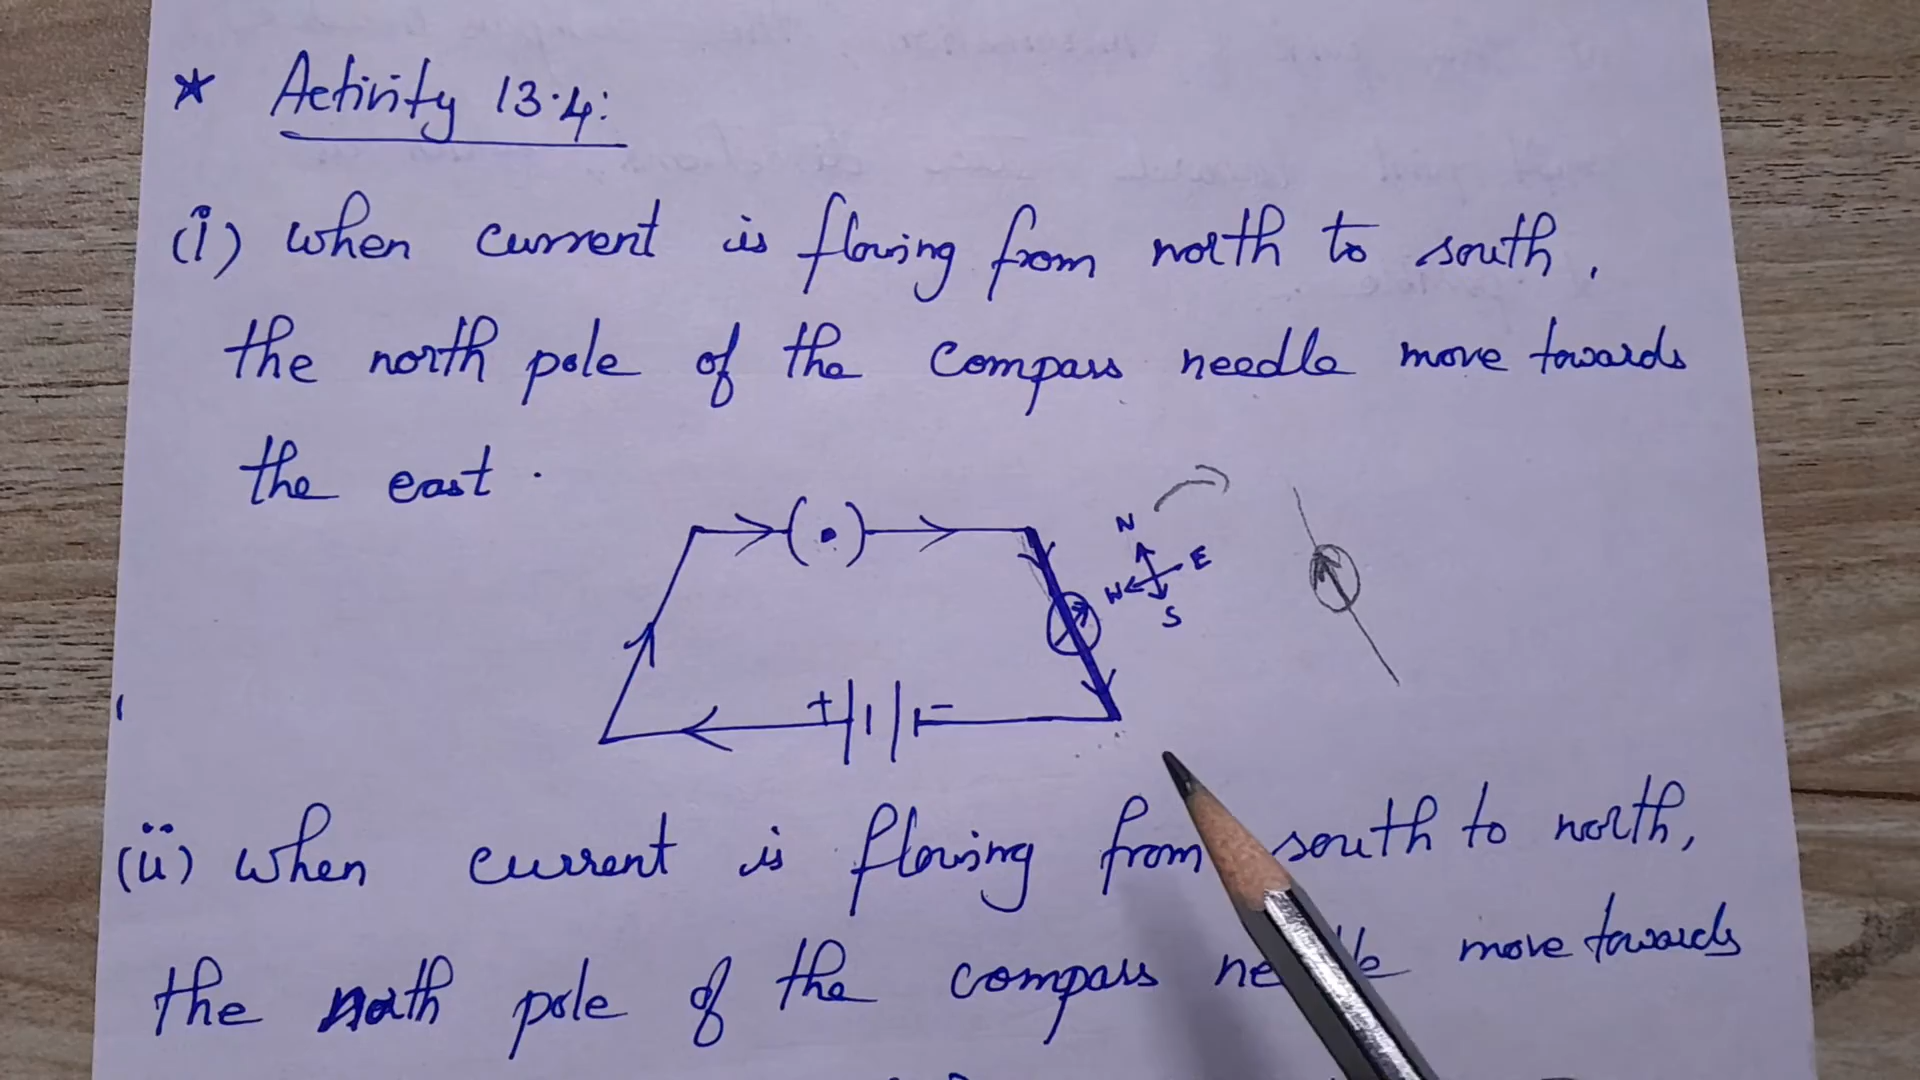 * Activity 13.4:
(i) when current is flowing from north to south,
the north pole of the compass needle move towards
the east.
N
E
W
S
+ -
(ii) when current is flowing from south to north,
the north pole of the compass move towards